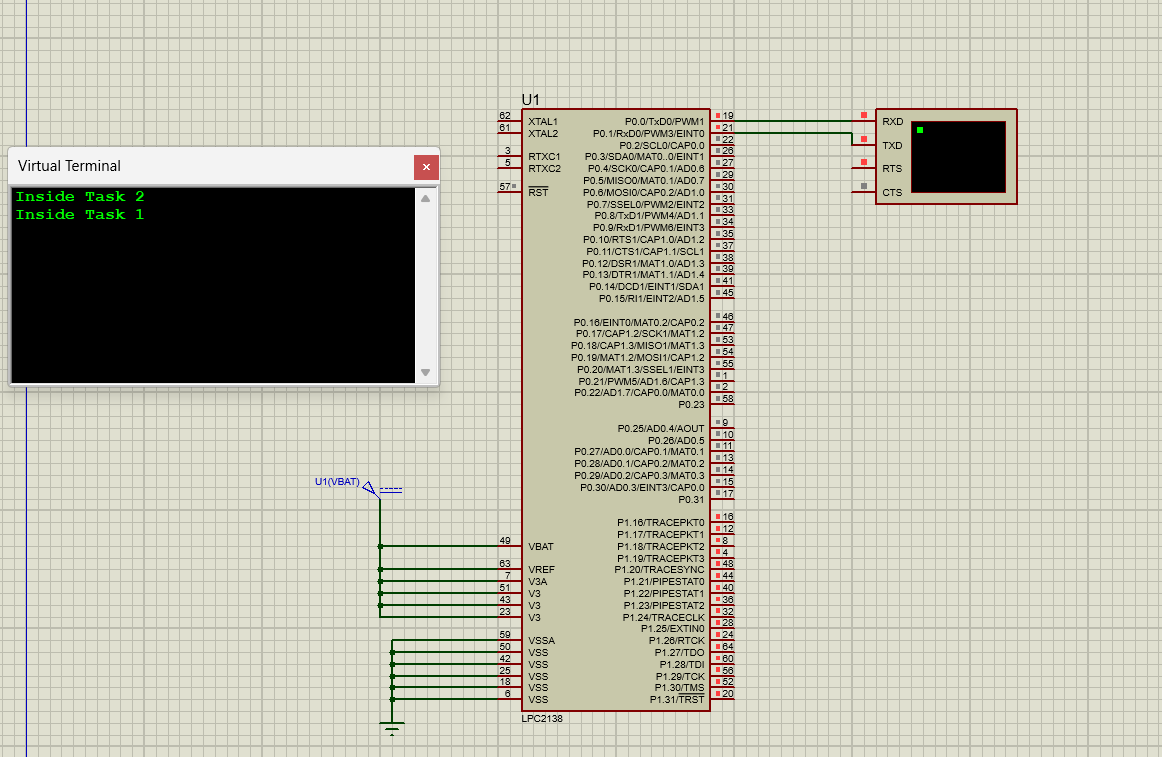 U1
62 XTAL1 P0.0/TxD0/PWM1 19 RXD
61 XTAL2 P0.1/RxD0/PWM3/EINT0 21
P0.2/SCL0/CAP0.0 22 TXD
3 RTXC1 P0.3/SDA0/MAT0..0/EINT1 26
5 RTXC2 P0.4/SCK0/CAP0.1/AD0.6 27 RTS
P0.5/MISO0/MAT0.1/AD0.7 29
57 RST P0.6/MOSI0/CAP0.2/AD1.0 30 CTS
P0.7/SSEL0/PWM2/EINT2 31
P0.8/TxD1/PWM4/AD1.1 33
P0.9/RxD1/PWM6/EINT3 34
P0.10/RTS1/CAP1.0/AD1.2 35
P0.11/CTS1/CAP1.1/SCL1 37
P0.12/DSR1/MAT1.0/AD1.3 38
P0.13/DTR1/MAT1.1/AD1.4 39
P0.14/DCD1/EINT1/SDA1 41
P0.15/RI1/EINT2/AD1.5 45
P0.16/EINT0/MAT0.2/CAP0.2 46
P0.17/CAP1.2/SCK1/MAT1.2 47
P0.18/CAP1.3/MISO1/MAT1.3 53
P0.19/MAT1.2/MOSI1/CAP1.2 54
P0.20/MAT1.3/SSEL1/EINT3 55
P0.21/PWM5/AD1.6/CAP1.3 1
P0.22/AD1.7/CAP0.0/MAT0.0 2
P0.23 58
P0.25/AD0.4/AOUT 9
P0.26/AD0.5 10
P0.27/AD0.0/CAP0.1/MAT0.1 11
P0.28/AD0.1/CAP0.2/MAT0.2 13
P0.29/AD0.2/CAP0.3/MAT0.3 14
P0.30/AD0.3/EINT3/CAP0.0 15
P0.31 17
P1.16/TRACEPKT0 16
P1.17/TRACEPKT1 12
49 VBAT P1.18/TRACEPKT2 8
P1.19/TRACEPKT3 4
63 VREF P1.20/TRACESYNC 48
7 V3A P1.21/PIPESTAT0 44
51 V3 P1.22/PIPESTAT1 40
43 V3 P1.23/PIPESTAT2 36
23 V3 P1.24/TRACECLK 32
P1.25/EXTIN0 28
59 VSSA P1.26/RTCK 24
50 VSS P1.27/TDO 64
42 VSS P1.28/TDI 60
25 VSS P1.29/TCK 56
18 VSS P1.30/TMS 52
6 VSS P1.31/TRST 20
LPC2138
Virtual Terminal
Inside Task 2
Inside Task 1
U1(VBAT)